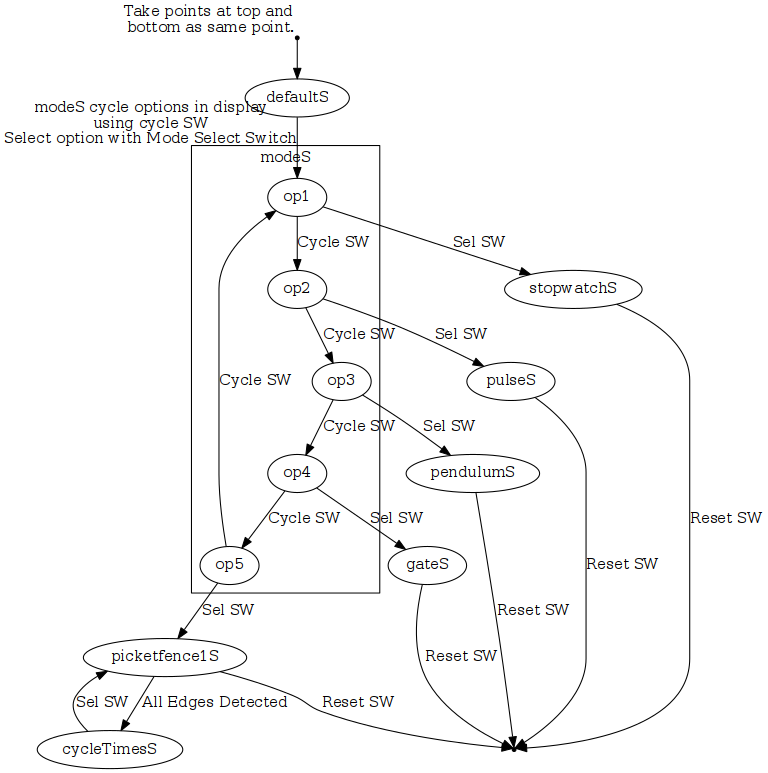 Take points at top and
bottom as same point.
defaultS
modeS cycle options in display
using cycle SW
Select option with Mode Select Switch
modeS
op1
Cycle SW
Sel SW
op2
stopwatchS
Cycle SW
Sel SW
Cycle SW
op3
pulseS
Cycle SW
Sel SW
op4
pendulumS
Cycle SW
Sel SW
Reset SW
op5
gateS
Reset SW
Sel SW
Reset SW
picketfence1S
Reset SW
Sel SW
All Edges Detected
Reset SW
cycleTimesS